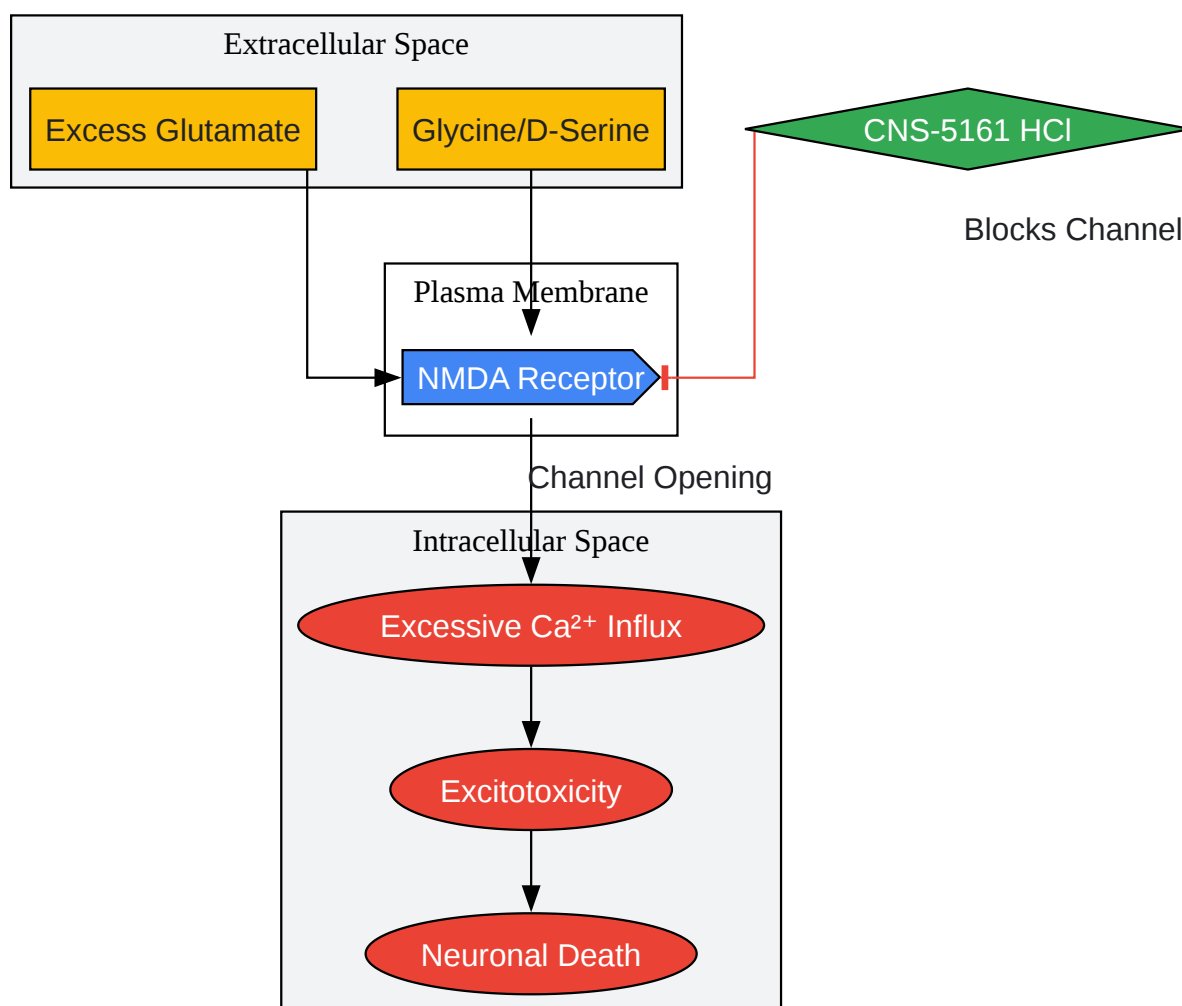 Extracellular Space
Excess Glutamate
Glycine/D-Serine
CNS-5161 HCl
Blocks Channel
Plasma Membrane
NMDA Receptor
Channel Opening
Intracellular Space
Excessive Ca²⁺ Influx
Excitotoxicity
Neuronal Death